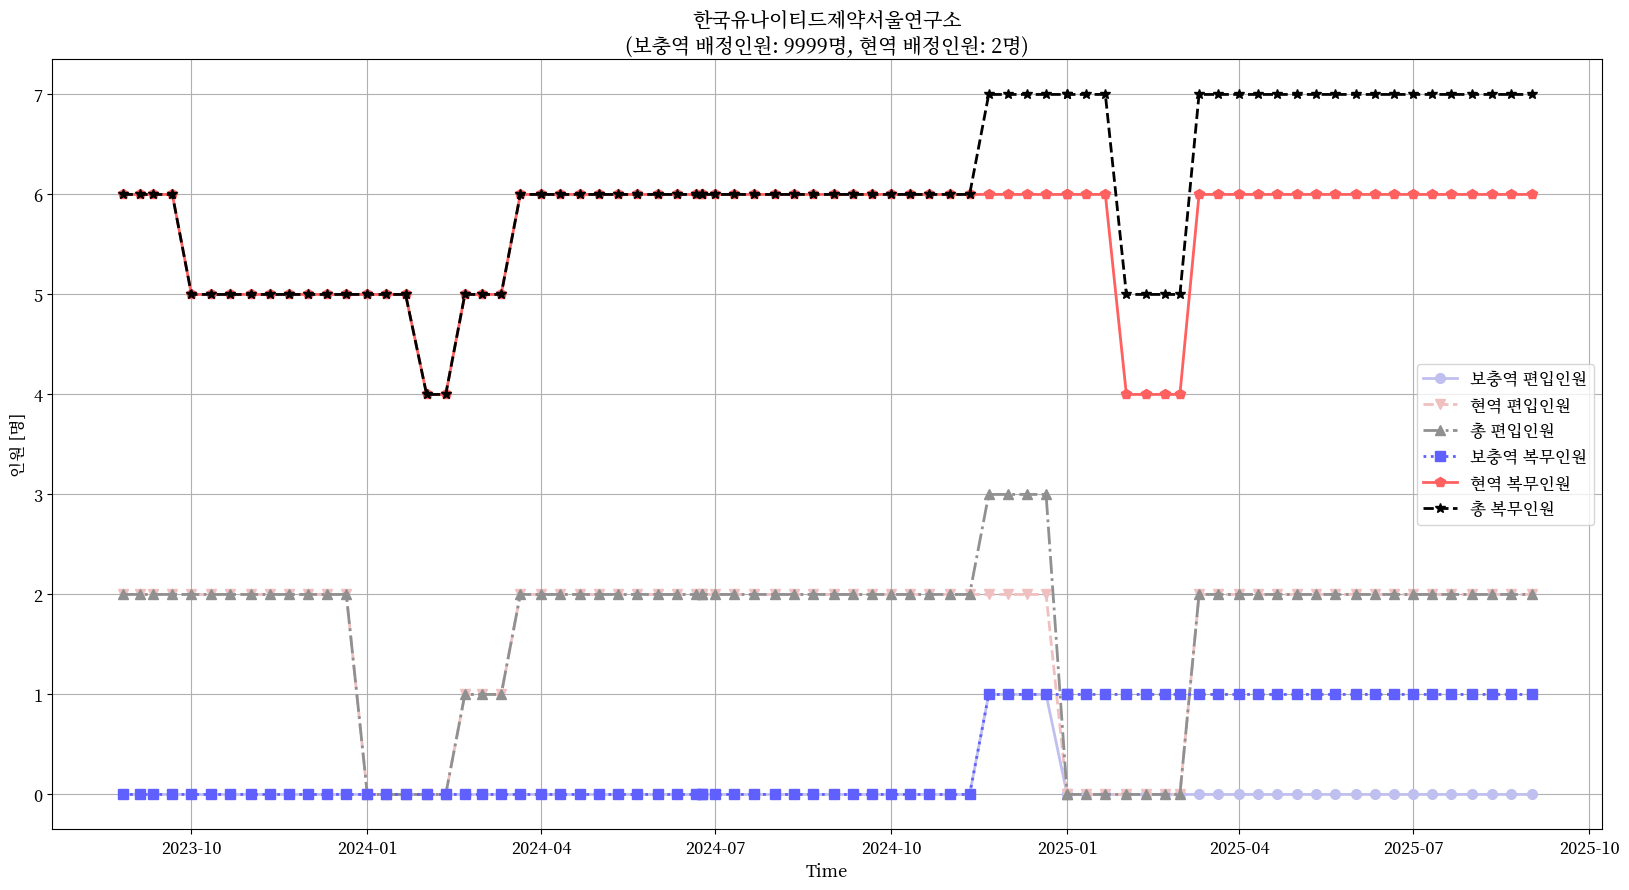 한국유나이티드제약서울연구소
(보충역 배정인원: 9999명, 현역 배정인원: 2명)
7
6
5
4
3
2
1
0
인원 [명]
보충역 편입인원
현역 편입인원
총 편입인원
보충역 복무인원
현역 복무인원
총 복무인원
2023-10
2024-01
2024-04
2024-07
2024-10
2025-01
2025-04
2025-07
2025-10
Time